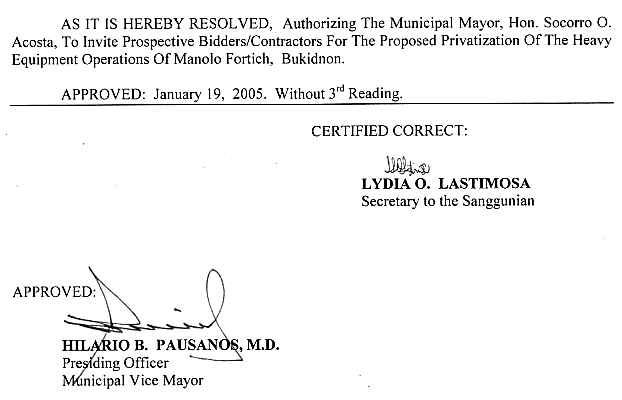 AS IT IS HEREBY RESOLVED, Authorizing The Municipal Mayor, Hon. Socorro O.
Acosta, To Invite Prospective Bidders/Contractors For The Proposed Privatization Of The Heavy
Equipment Operations Of Manolo Fortich, Bukidnon.
APPROVED: January 19, 2005. Without 3rd Reading.
CERTIFIED CORRECT:
LYDIA O. LASTIMOSA
Secretary to the Sanggunian
APPROVED:
HILARIO B. PAUSANOS, M.D.
Presiding Officer
Municipal Vice Mayor